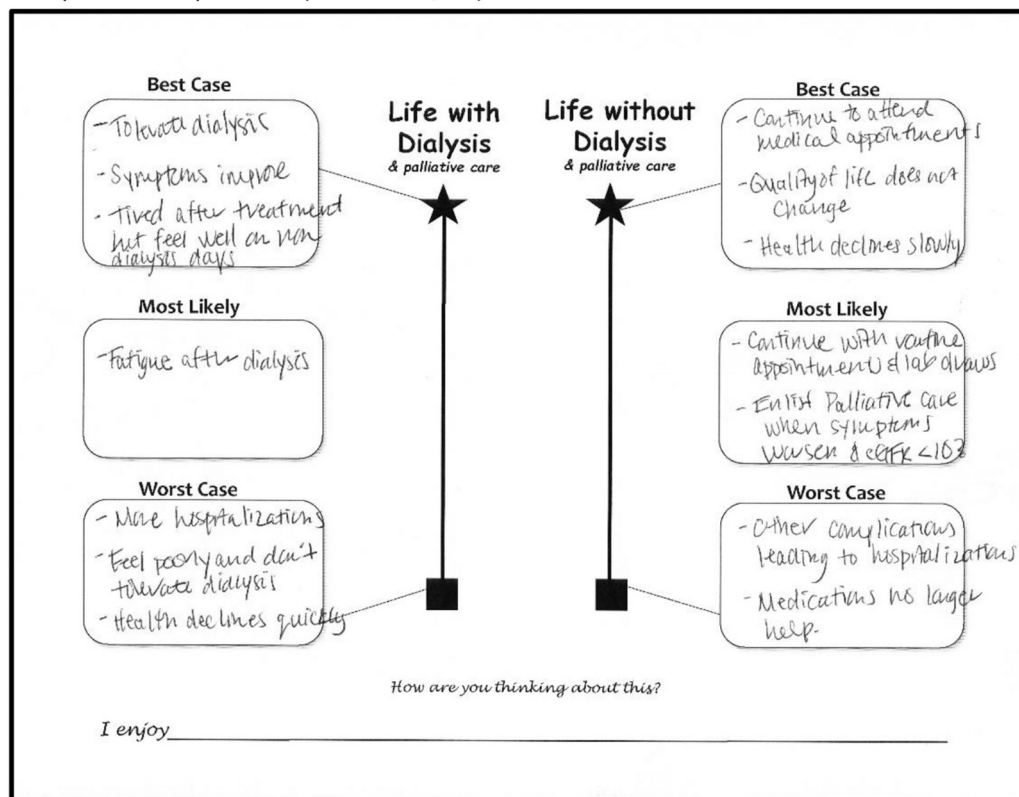 Best Case
- Tolerate dialysis
- Symptoms improve
- Tired after treatment
but feel well on non
dialysis days
Most Likely
- Fatigue after dialysis
Worst Case
- More hospitalizations
- Feel poorly and don't
tolerate dialysis
- Health declines quickly
Life with
Dialysis
& palliative care
Life without
Dialysis
& palliative care
Best Case
- Continue to attend
medical appointments
- Quality of life does not
change
- Health declines slowly
Most Likely
- Continue with routine
appointments & lab draws
- Enlist Palliative care
when symptoms
worsen & eGFR <10%
Worst Case
- Other complications
leading to hospitalizations
- Medications no longer
help.
How are you thinking about this?
I enjoy